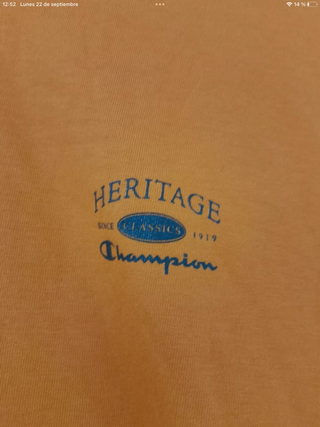 12:52 Lunes 22 de septiembre
14 %
HERITAGE
SINCE CLASSICS 1919
Champion